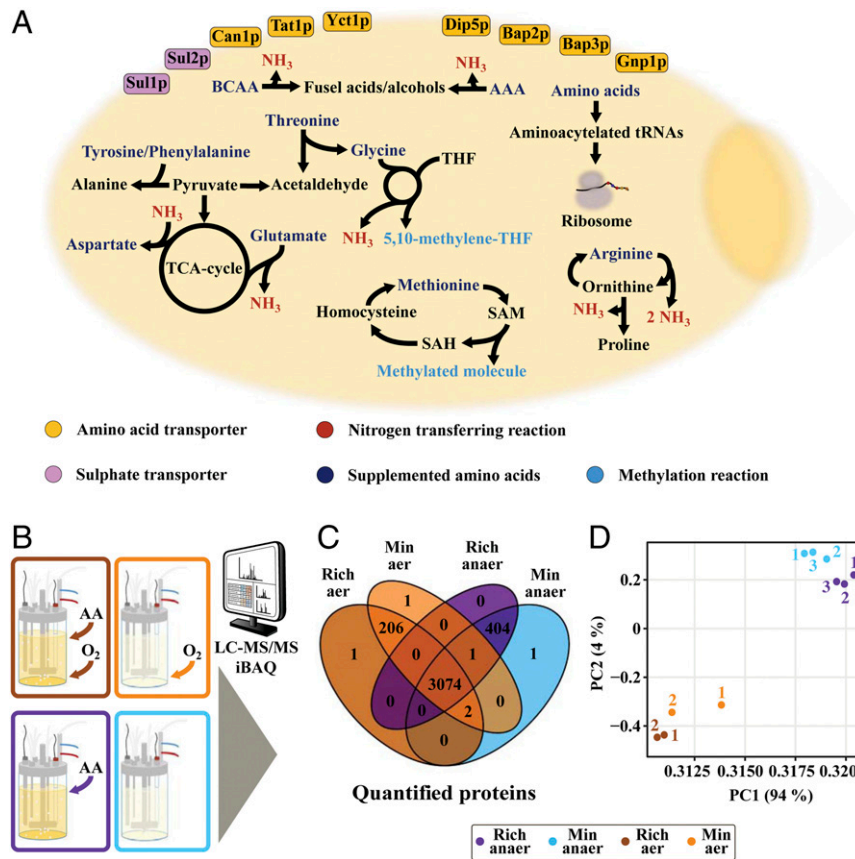 A
Sul1p
Sul2p
Can1p
Tat1p
Yct1p
Dip5p
Bap2p
Bap3p
Gnp1p
NH3
NH3
BCAA
Fusel acids/alcohols
AAA
Amino acids
Threonine
Aminoacytelated tRNAs
Tyrosine/Phenylalanine
Glycine
THF
Alanine
Pyruvate
Acetaldehyde
Ribosome
NH3
Aspartate
Glutamate
NH3
5,10-methylene-THF
TCA-cycle
Arginine
NH3
Methionine
Ornithine
Homocysteine
SAM
NH3
2 NH3
SAH
Proline
Methylated molecule
Amino acid transporter
Nitrogen transferring reaction
Sulphate transporter
Supplemented amino acids
Methylation reaction
B
AA
O2
O2
AA
LC-MS/MS
iBAQ
C
Rich
aer
Min
aer
Rich
anaer
Min
anaer
1
0
206
0
404
1
0
1
1
3074
0
0
2
0
0
Quantified proteins
D
PC2 (4 %)
0.2
0
−0.2
−0.4
1
3
2
1
3
2
2
1
2
1
0.3125
0.3150
0.3175
0.320
PC1 (94 %)
Rich
anaer
Min
anaer
Rich
aer
Min
aer